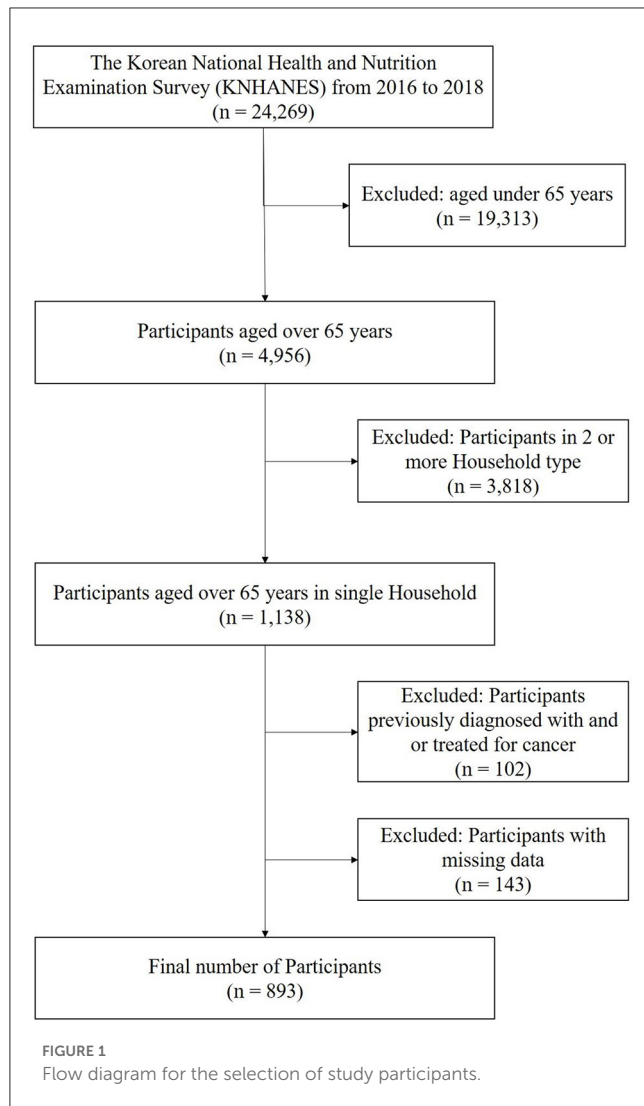 The Korean National Health and Nutrition
Examination Survey (KNHANES) from 2016 to 2018
(n = 24,269)
Excluded: aged under 65 years
(n = 19,313)
Participants aged over 65 years
(n = 4,956)
Excluded: Participants in 2 or
more Household type
(n = 3,818)
Participants aged over 65 years in single Household
(n = 1,138)
Excluded: Participants
previously diagnosed with and
or treated for cancer
(n = 102)
Excluded: Participants with
missing data
(n = 143)
Final number of Participants
(n = 893)
FIGURE 1
Flow diagram for the selection of study participants.